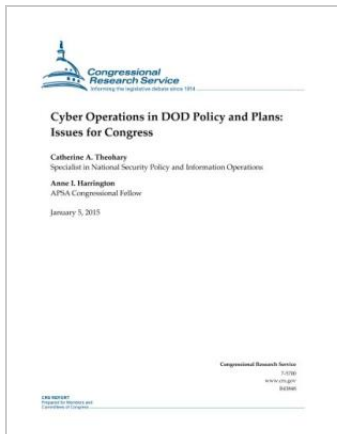 Congressional
Research Service
Informing the legislative debate since 1914
Cyber Operations in DOD Policy and Plans:
Issues for Congress
Catherine A. Theohary
Specialist in National Security Policy and Information Operations
Anne I. Harrington
APSA Congressional Fellow
January 5, 2015
Congressional Research Service
7-5700
www.crs.gov
CRS REPORT
Prepared for Members and
Committees of Congress